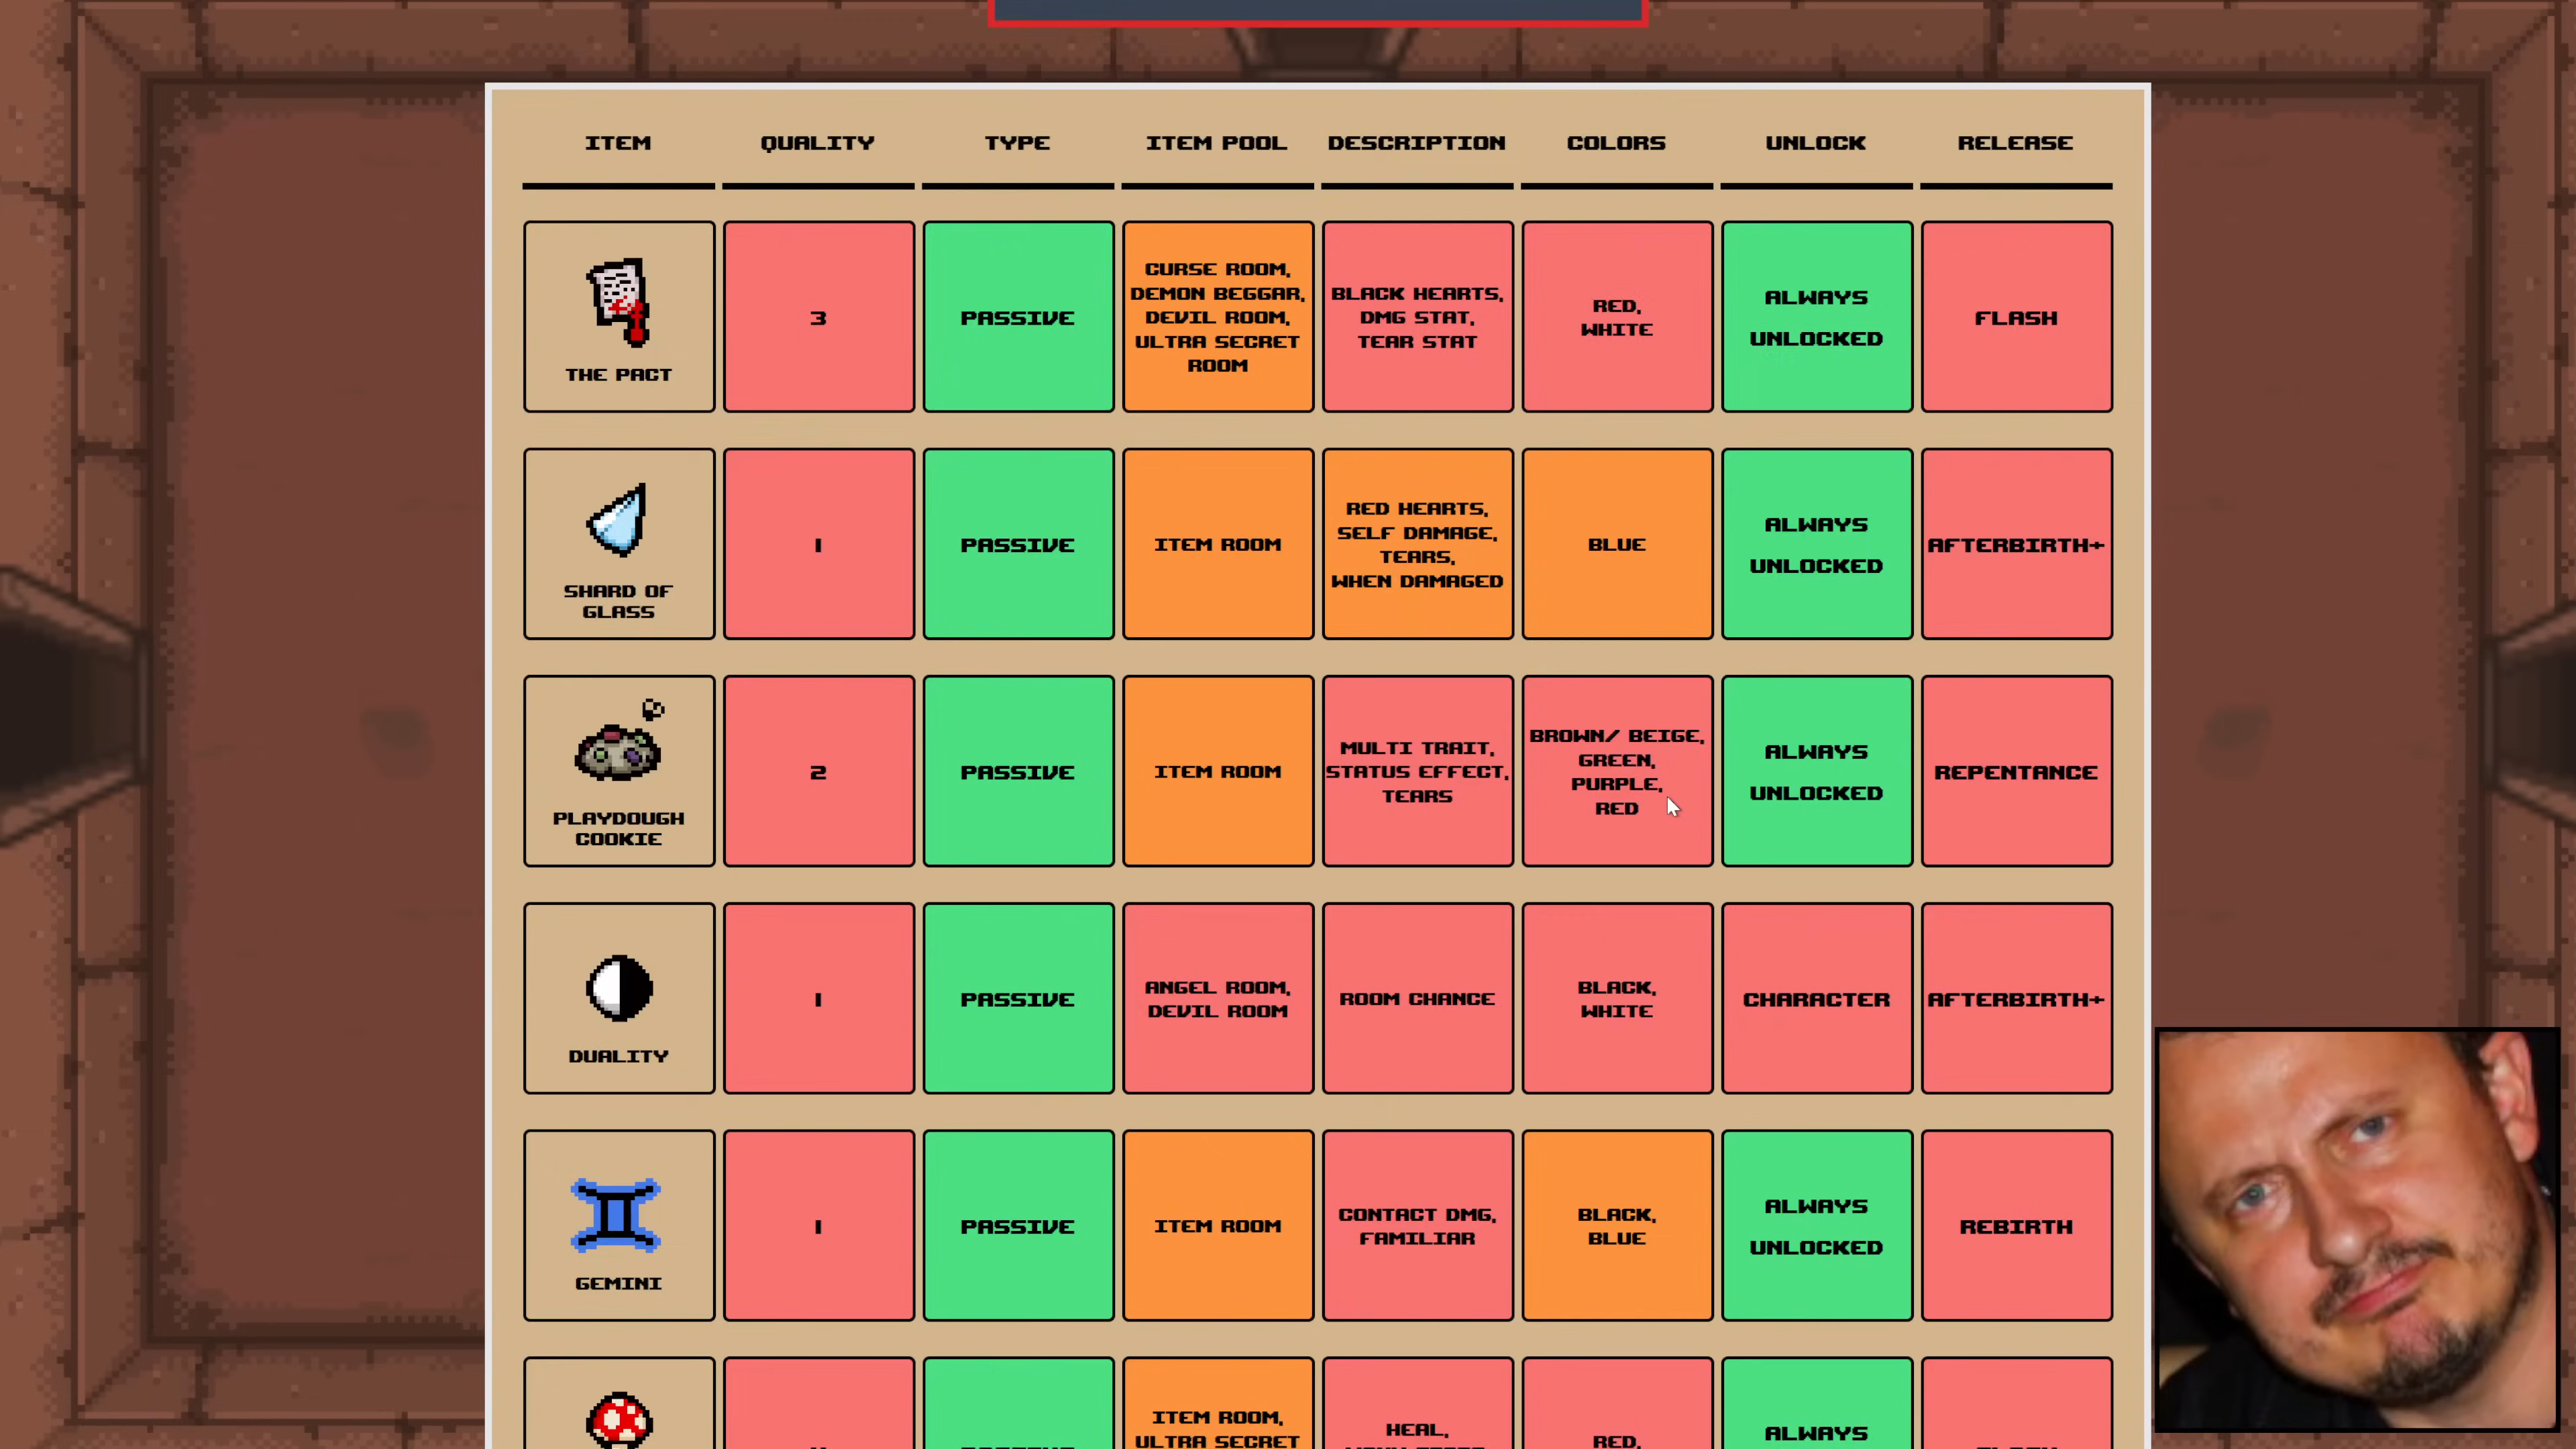 ITEM QUALITY TYPE ITEM POOL DESCRIPTION COLORS UNLOCK RELEASE
THE PACT
3
PASSIVE
CURSE ROOM,
DEMON BEGGAR,
DEVIL ROOM,
ULTRA SECRET
ROOM
BLACK HEARTS,
DMG STAT,
TEAR STAT
RED,
WHITE
ALWAYS
UNLOCKED
FLASH
SHARD OF
GLASS
1
PASSIVE
ITEM ROOM
RED HEARTS,
SELF DAMAGE,
TEARS,
WHEN DAMAGED
BLUE
ALWAYS
UNLOCKED
AFTERBIRTH+
PLAYDOUGH
COOKIE
2
PASSIVE
ITEM ROOM
MULTI TRAIT,
STATUS EFFECT,
TEARS
BROWN/ BEIGE,
GREEN,
PURPLE,
RED
ALWAYS
UNLOCKED
REPENTANCE
DUALITY
1
PASSIVE
ANGEL ROOM,
DEVIL ROOM
ROOM CHANCE
BLACK,
WHITE
CHARACTER
AFTERBIRTH+
GEMINI
1
PASSIVE
ITEM ROOM
CONTACT DMG,
FAMILIAR
BLACK,
BLUE
ALWAYS
UNLOCKED
REBIRTH
ITEM ROOM,
ULTRA SECRET
HEAL,
RED,
ALWAYS